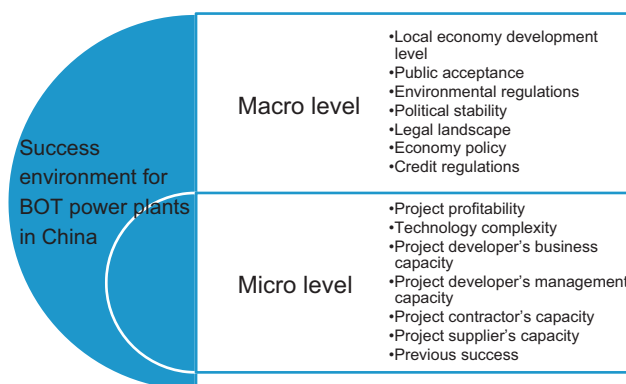 Success
environment for
BOT power plants
in China
Macro level
•Local economy development
level
•Public acceptance
•Environmental regulations
•Political stability
•Legal landscape
•Economy policy
•Credit regulations
Micro level
•Project profitability
•Technology complexity
•Project developer's business
capacity
•Project developer's management
capacity
•Project contractor's capacity
•Project supplier's capacity
•Previous success